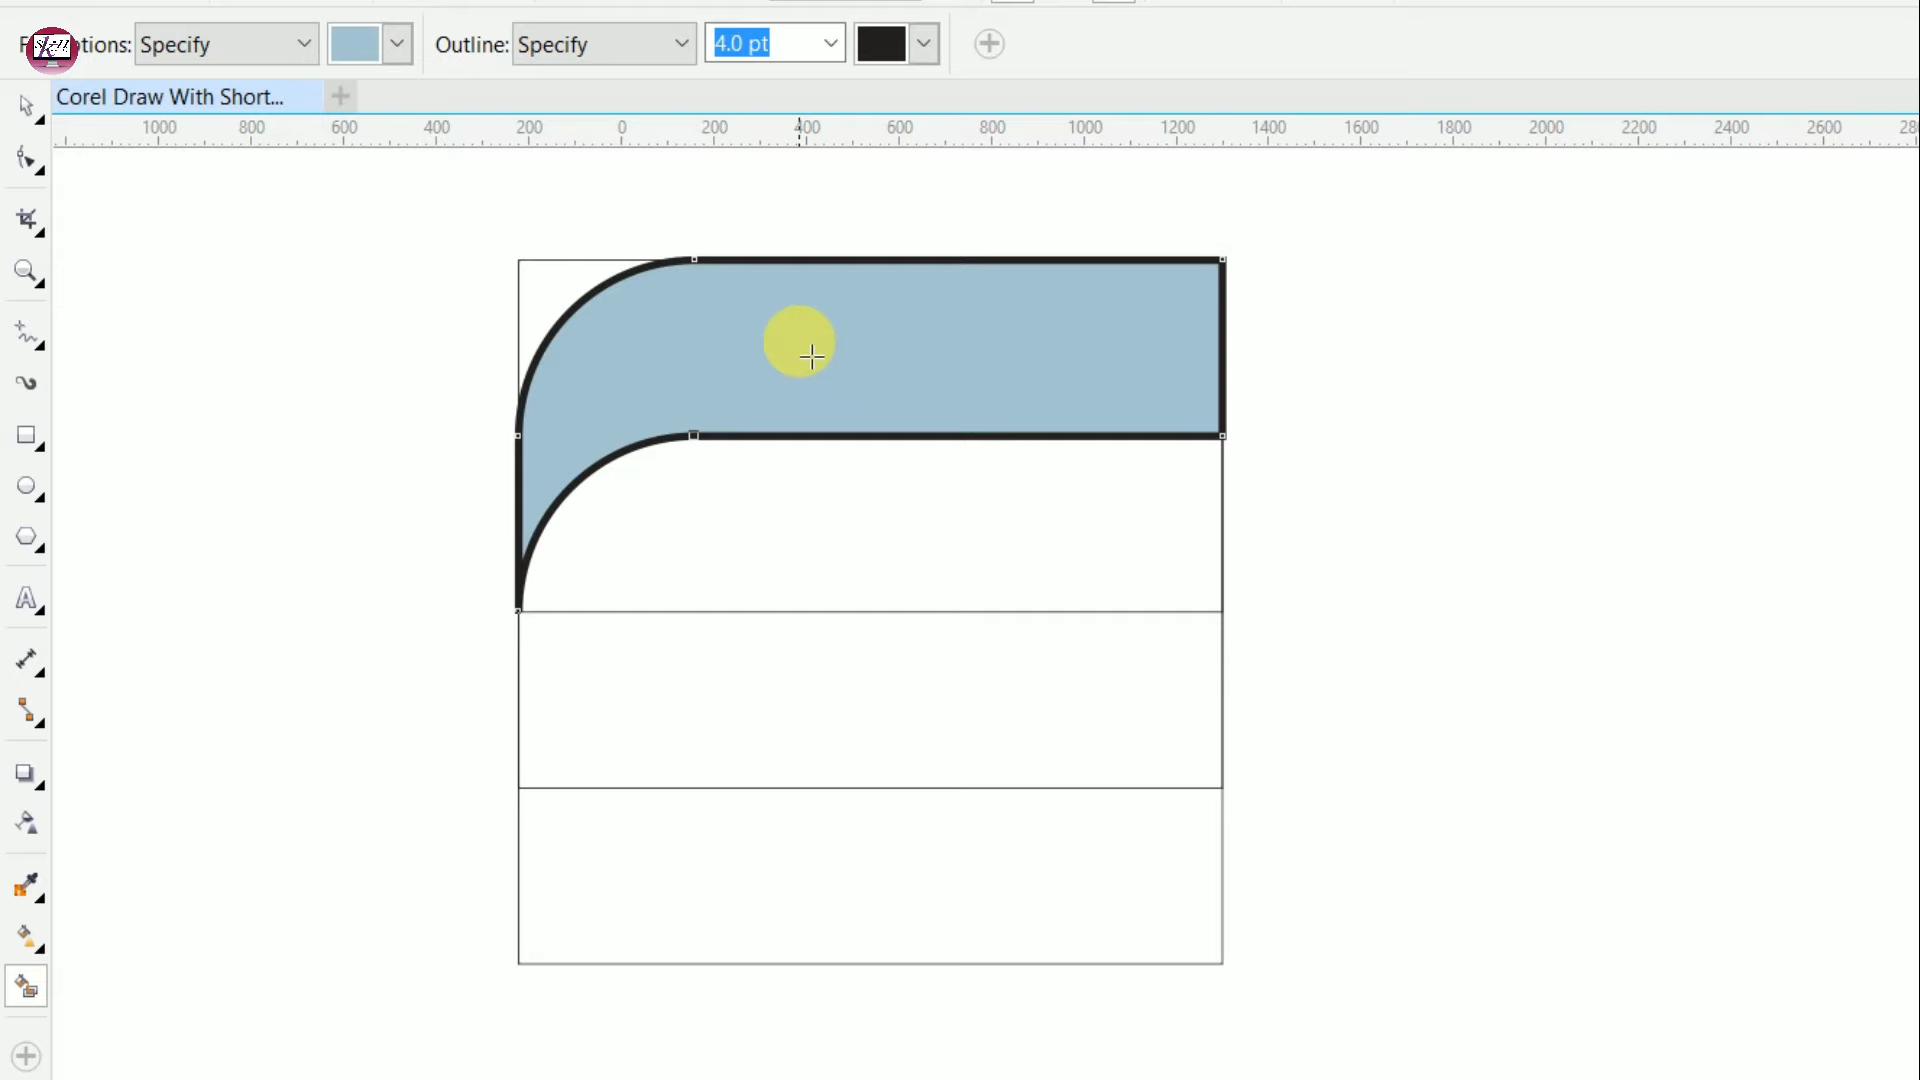 tions: Specify Outline: Specify 4.0 pt
Corel Draw With Short...
1000 800 600 400 200 0 200 400 600 800 1000 1200 1400 1600 1800 2000 2200 2400 2600 280